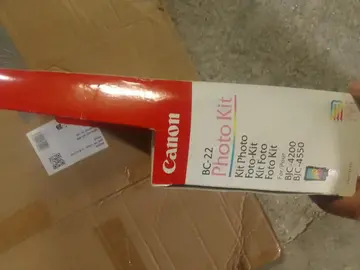 Canon
BC-22
Photo Kit
Kit Photo
Foto-Kit
Kit Foto
Foto Kit
BJC-4200
BJC-4550